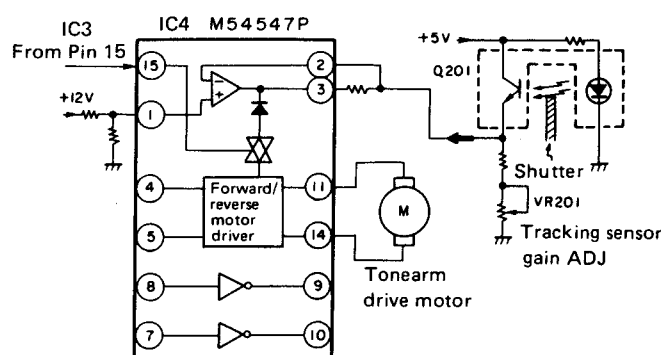 IC3
From Pin 15
IC4 M54547P
+12V
15
1
2
3
4
5
Forward/
reverse
motor
driver
11
14
8
9
7
10
M
Tonearm
drive motor
+5V
Q201
Shutter
VR201
Tracking sensor
gain ADJ